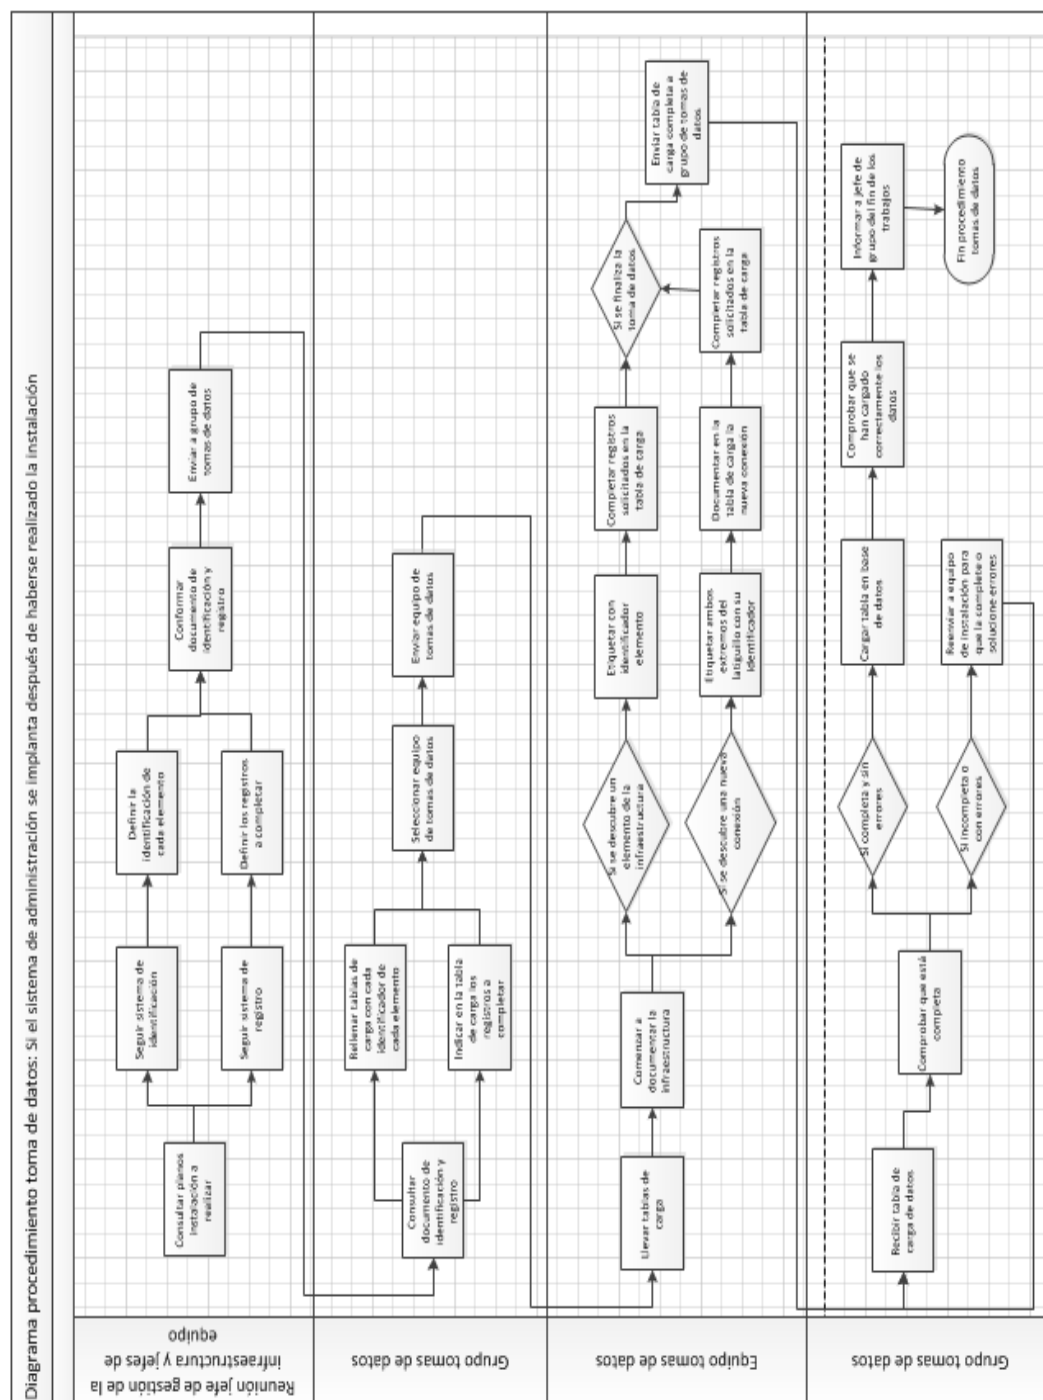 Diagrama procedimiento toma de datos: Si el sistema de administración se implanta después de haberse realizado la instalación
Reunión jefe de gestión de la
infraestructura y jefes de
equipo
Consultar planos
instalación a
realizar
Seguir sistema de
identificación
Seguir sistema de
registro
Definir la
identificación de
cada elemento
Definir los registros
a completar
Conformar
documento de
identificación y
registro
Enviar a grupo de
tomas de datos
Grupo tomas de datos
Consultar
documento de
identificación y
registro
Rellenar tablas de
carga con cada
identificador de
cada elemento
Indicar en la tabla
de carga los
registros a
completar
Seleccionar equipo
de tomas de datos
Enviar equipo de
tomas de datos
Equipo tomas de datos
Llevar tablas de
carga
Comenzar a
documentar la
infraestructura
Si se descubre un
elemento de la
infraestructura
Si se descubre una nueva
conexión
Etiquetar con
identificador
elemento
Etiquetar ambos
extremos del
latiguillo con su
identificador
Completar registros
solicitados en la
tabla de carga
Documentar en la
tabla de carga la
nueva conexión
Completar registros
solicitados en la
tabla de carga
Si se finaliza la
toma de datos
Enviar tabla de
carga completa a
grupo de tomas de
datos
Grupo tomas de datos
Recibir tabla de
carga de datos
Comprobar que está
completa
Si completa y sin
errores
Si incompleta o
con errores
Cargar tabla en base
de datos
Reenviar a equipo
de instalación para
que la complete o
solucione errores
Comprobar que se
han cargado
correctamente los
datos
Informar a jefe de
grupo del fin de los
trabajos
Fin procedimiento
tomas de datos